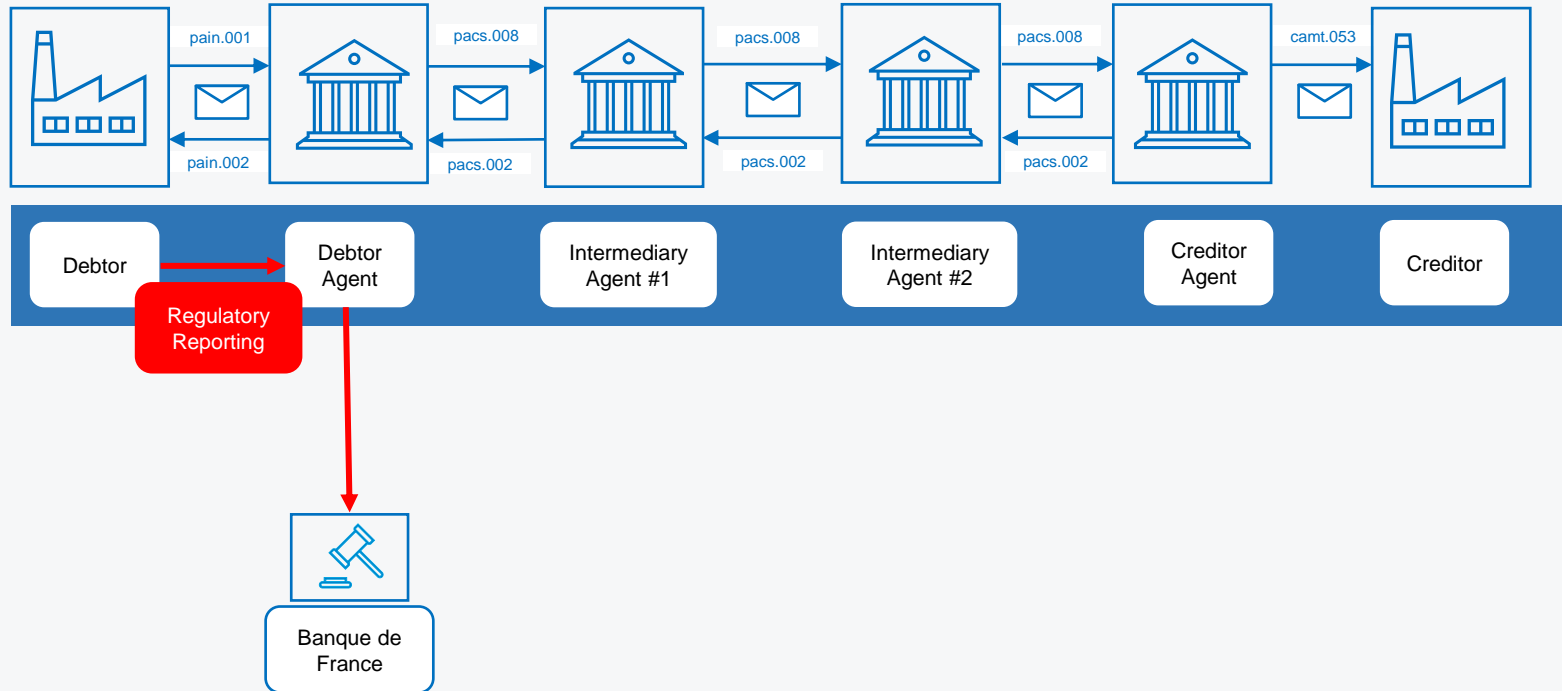 pain.001
pacs.008
pacs.008
pacs.008
camt.053
pain.002
pacs.002
pacs.002
pacs.002
Debtor
Debtor
Agent
Intermediary
Agent #1
Intermediary
Agent #2
Creditor
Agent
Creditor
Regulatory
Reporting
Banque de
France